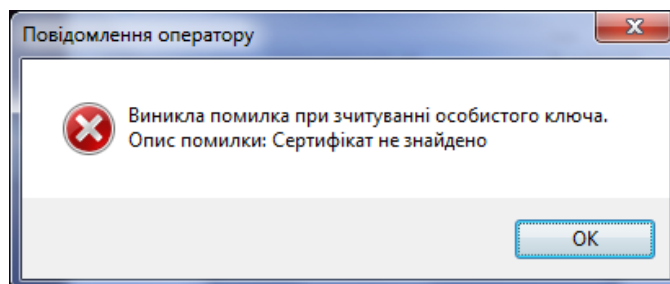 Повідомлення оператору
Виникла помилка при зчитуванні особистого ключа.
Опис помилки: Сертифікат не знайдено
OK